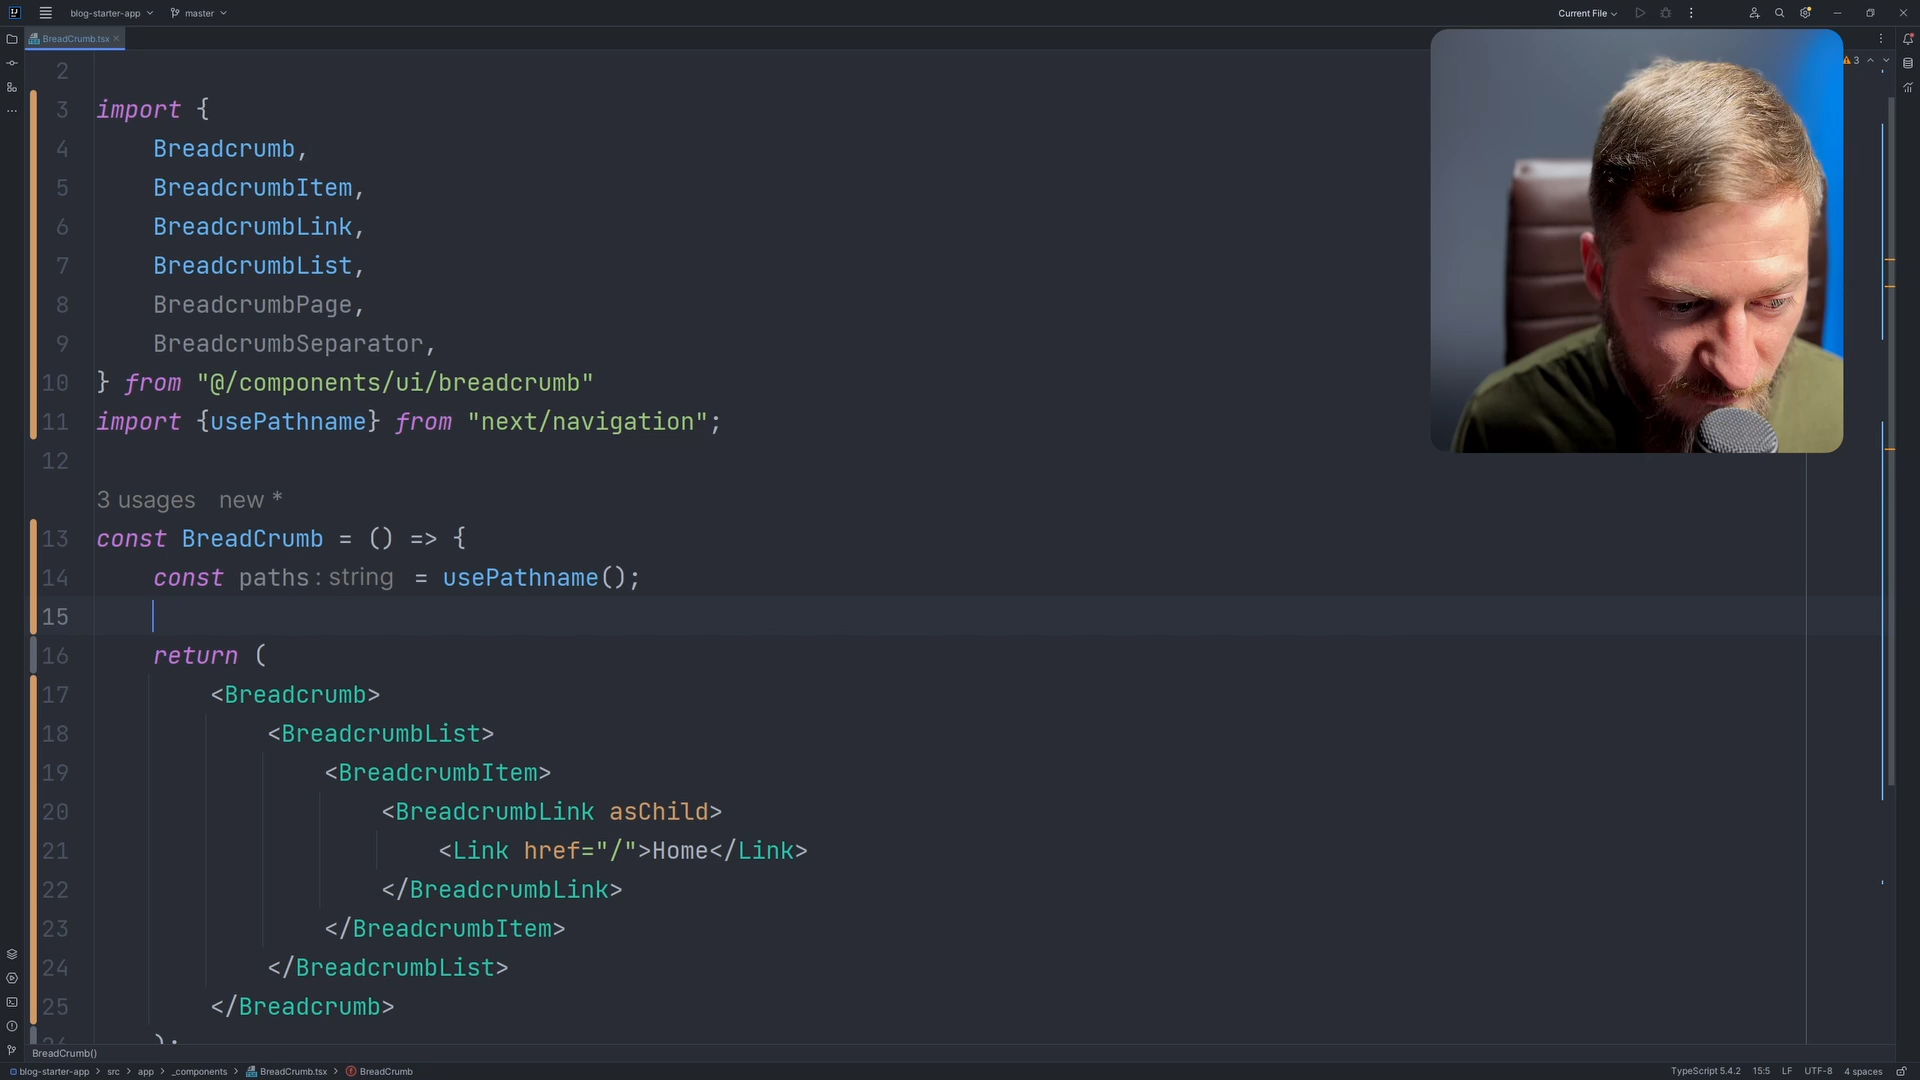 blog-starter-app
master
Current File
BreadCrumb.tsx
3
2
3 import {
4 Breadcrumb,
5 BreadcrumbItem,
6 BreadcrumbLink,
7 BreadcrumbList,
8 BreadcrumbPage,
9 BreadcrumbSeparator,
10 } from "@/components/ui/breadcrumb"
11 import {usePathname} from "next/navigation";
12
3 usages new *
13 const BreadCrumb = () => {
14 const paths: string = usePathname();
15
16 return (
17 <Breadcrumb>
18 <BreadcrumbList>
19 <BreadcrumbItem>
20 <BreadcrumbLink asChild>
21 <Link href="/">Home</Link>
22 </BreadcrumbLink>
23 </BreadcrumbItem>
24 </BreadcrumbList>
25 </Breadcrumb>
26 );
BreadCrumb()
blog-starter-app > src > app > _components > BreadCrumb.tsx > BreadCrumb
TypeScript 5.4.2 15:5 LF UTF-8 4 spaces